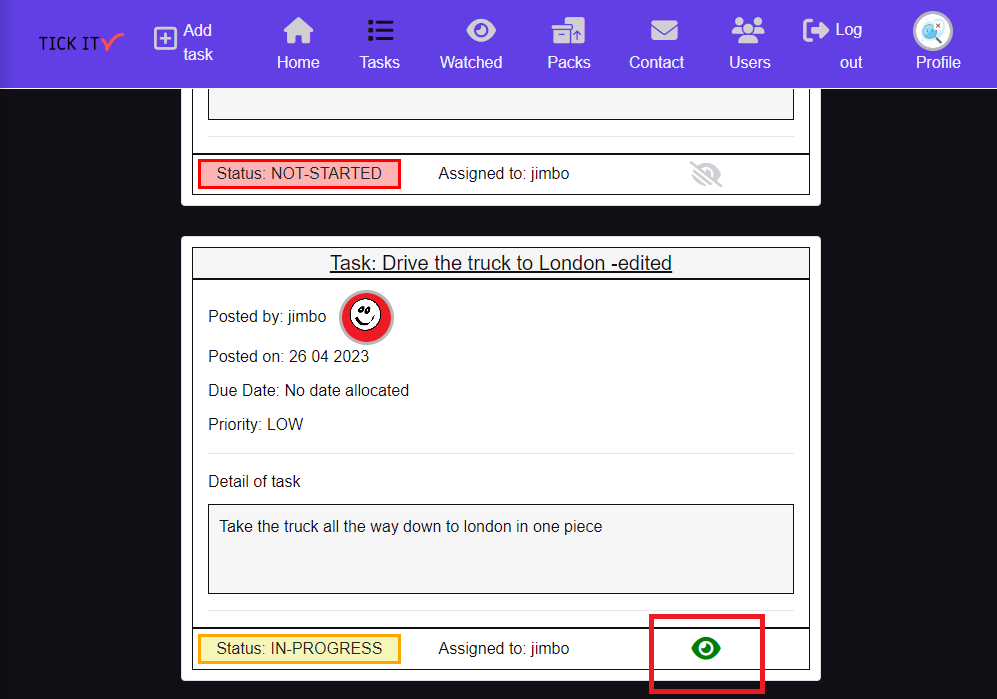 TICK IT
Add
task
Home
Tasks
Watched
Packs
Contact
Users
Log
out
Profile
Status: NOT-STARTED
Assigned to: jimbo
Task: Drive the truck to London -edited
Posted by: jimbo
Posted on: 26 04 2023
Due Date: No date allocated
Priority: LOW
Detail of task
Take the truck all the way down to london in one piece
Status: IN-PROGRESS
Assigned to: jimbo